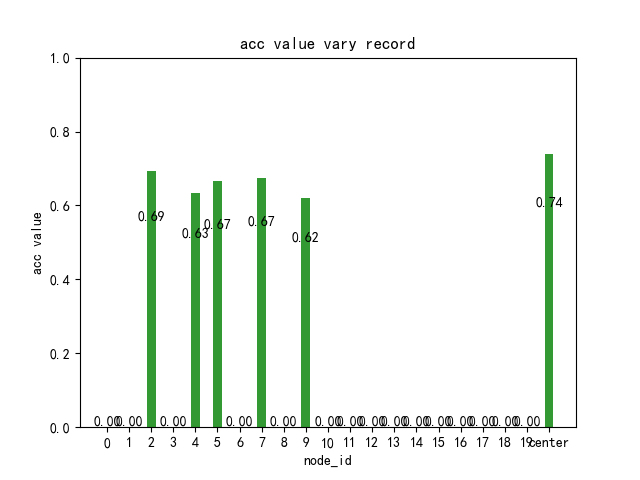 acc value vary record
acc value
1.0
0.8
0.6
0.4
0.2
0.0
0.00 0.00 0.69 0.00 0.63 0.67 0.00 0.67 0.00 0.62 0.00 0.00 0.00 0.00 0.00 0.00 0.00 0.00 0.00 0.00 0.74
0 1 2 3 4 5 6 7 8 9 10 11 12 13 14 15 16 17 18 19 center
node_id